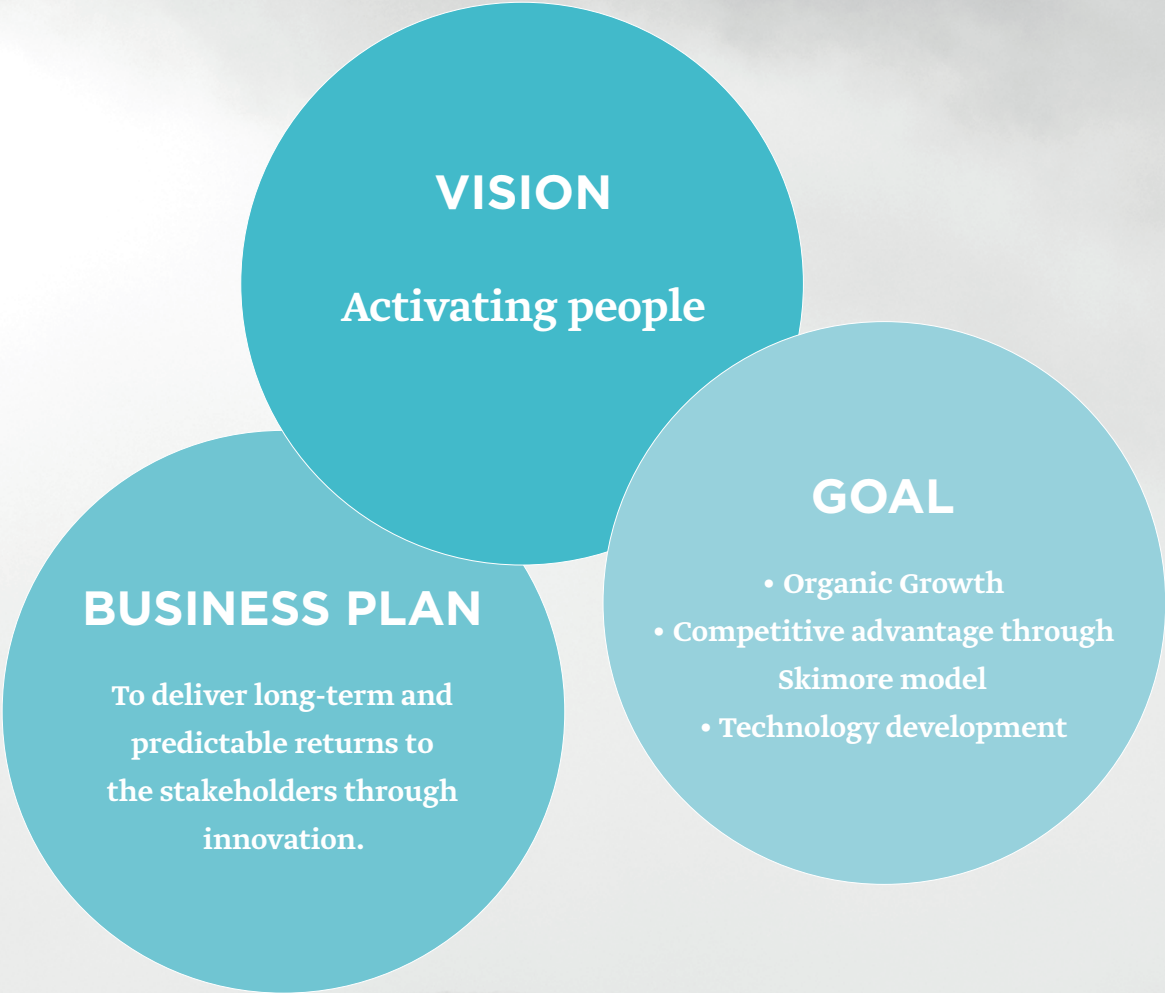 VISION
Activating people
GOAL
• Organic Growth
• Competitive advantage through
Skimore model
• Technology development
BUSINESS PLAN
To deliver long-term and
predictable returns to
the stakeholders through
innovation.